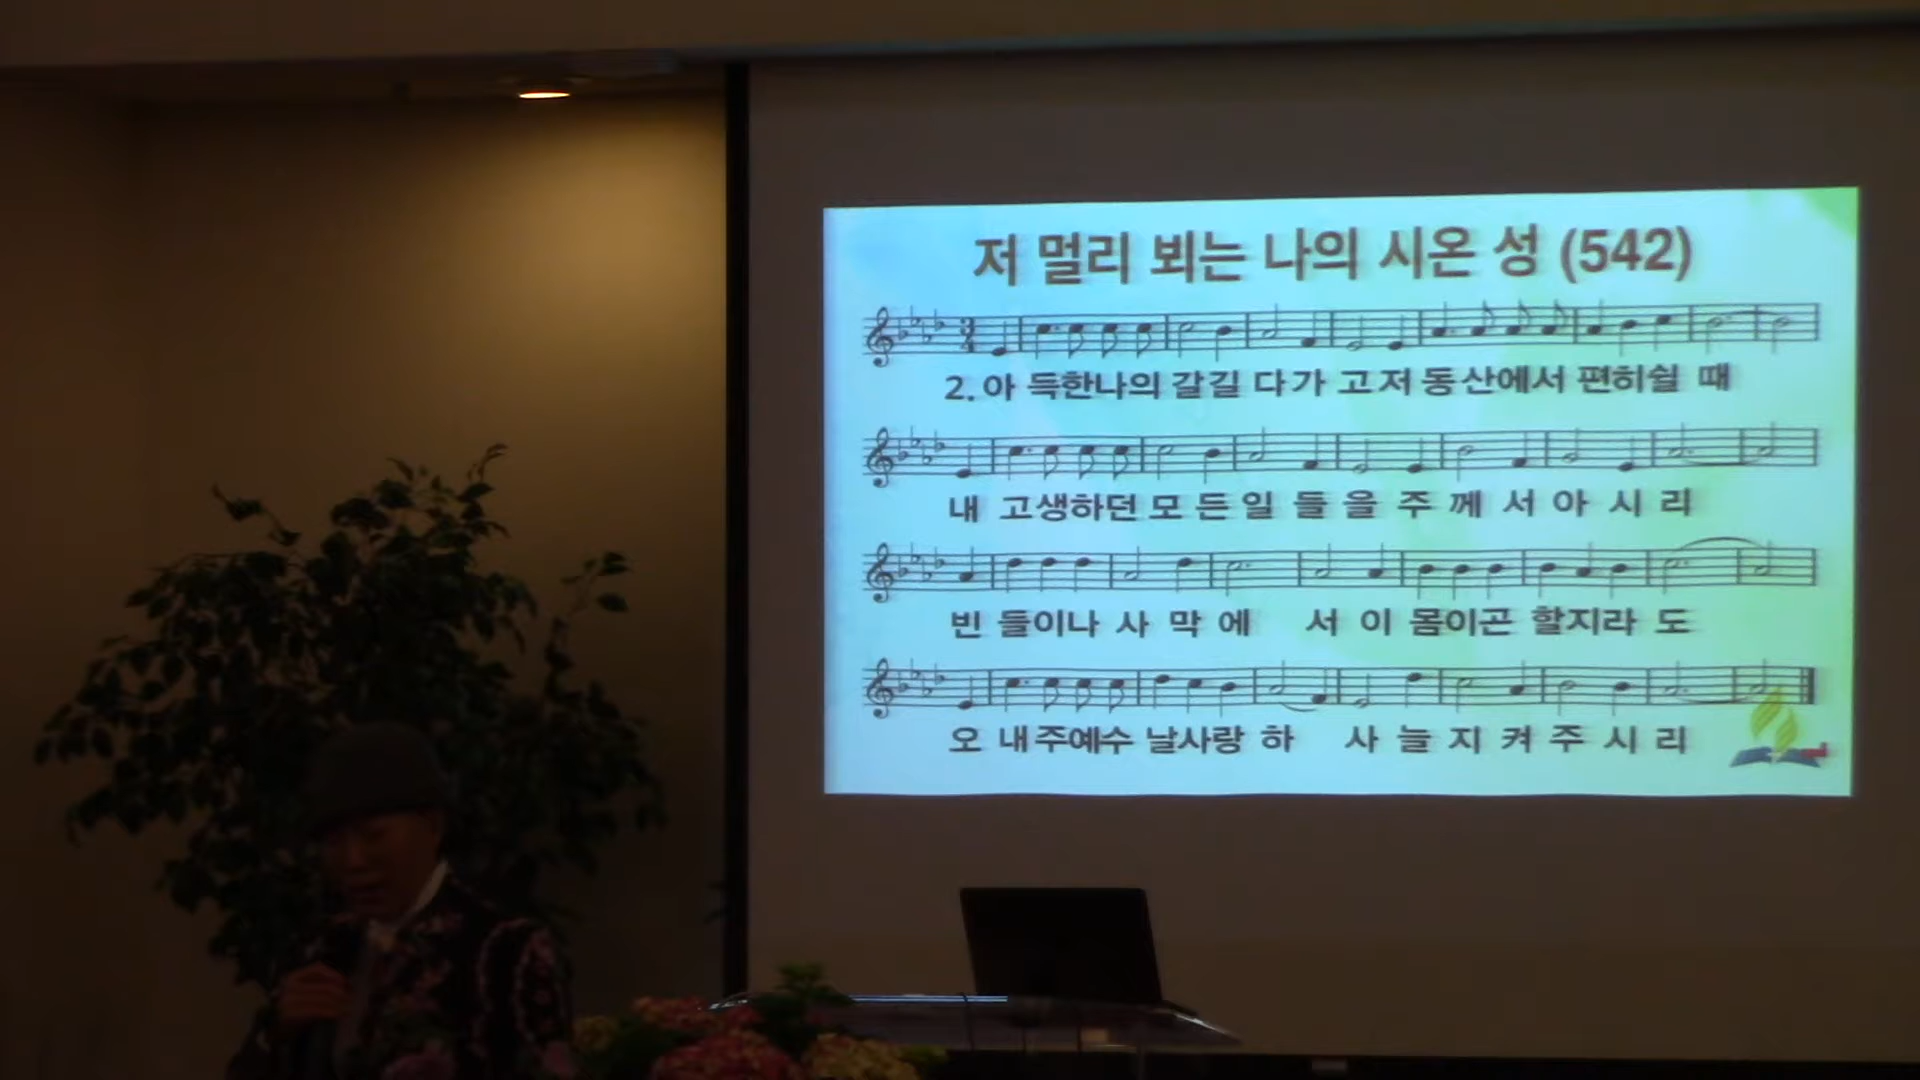 저 멀리 뵈는 나의 시온 성 (542)
2. 아 득한나의 갈길 다가 고저 동산에서 편히쉴 때
내 고생하던 모 든 일 들 을 주 께 서 아 시 리
빈 들이나 사 막 에 서 이 몸이곤 할지라 도
오 내주예수 날사랑 하 사 늘 지 켜 주 시 리